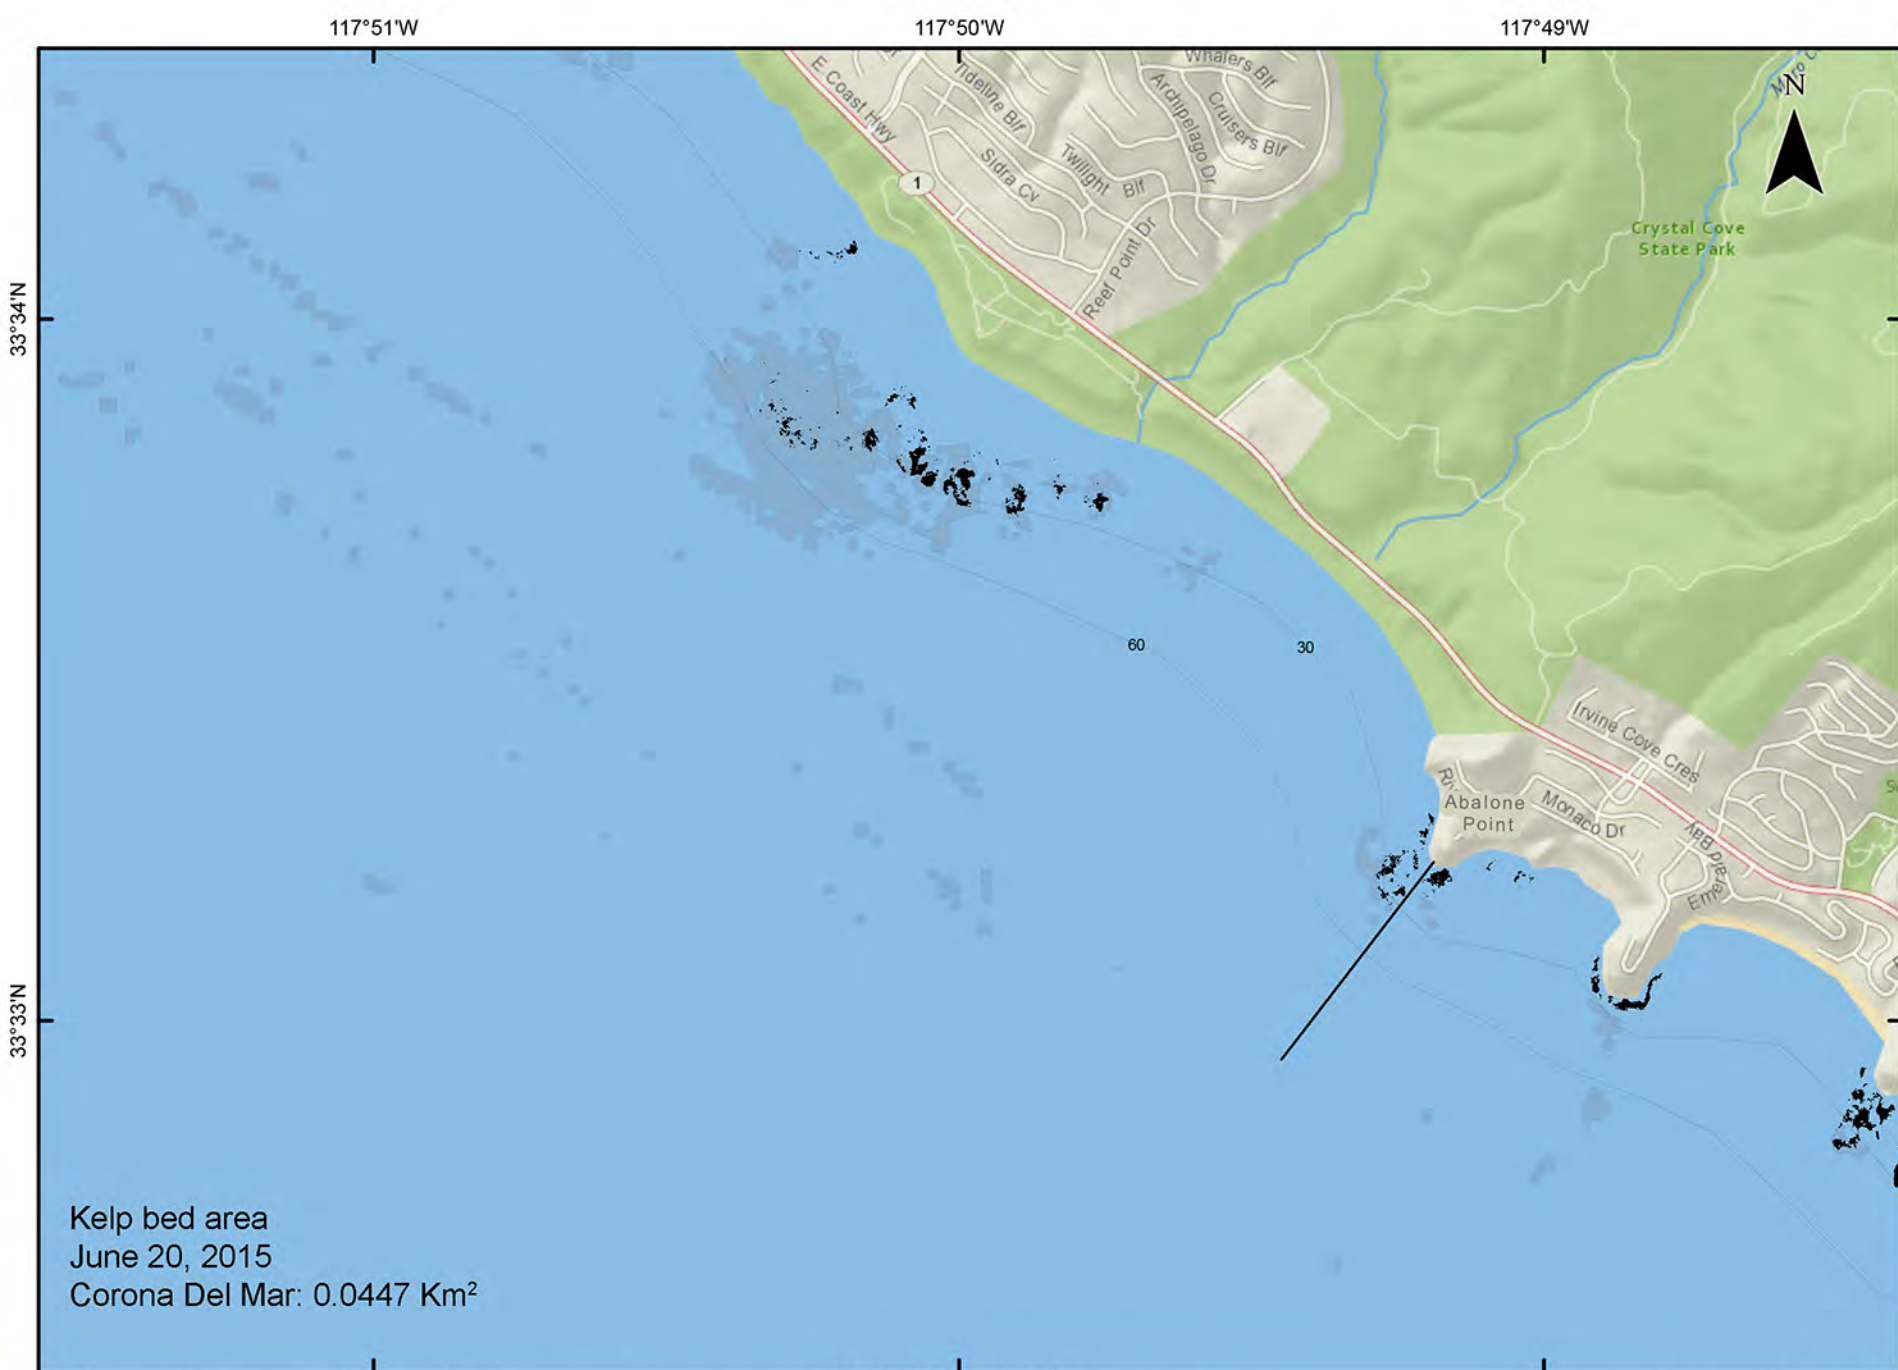 117°51'W
117°50'W
117°49'W
33°34'N
33°33'N
N
E Coast Hwy
1
Tideline Blf
Whalers Blf
Archipelago Dr
Cruisers Blf
Twilight Blf
Sidra Cv
Reef Point Dr
Crystal Cove
State Park
60
30
Irvine Cove Cres
Abalone
Point
Monaco Dr
Emerald Bay
Kelp bed area
June 20, 2015
Corona Del Mar: 0.0447 Km²